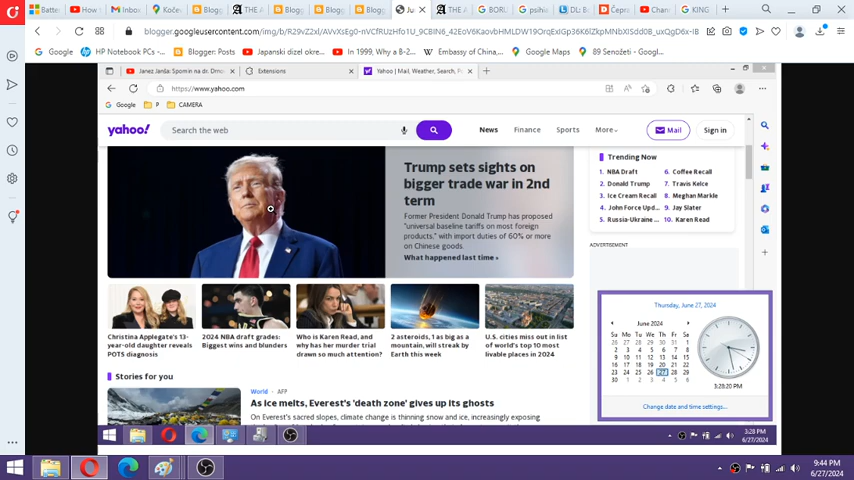 Batte
You
Inbo
Koče
Blogg
THE A
Blogg
Blogg
Blogg
Ju
THE A
BORU
psihia
DL: B
Čepra
Chan
KING
blogger.googleusercontent.com/img/b/
Google
HP Notebook PC's -...
Blogger: Posts
Japanski dizel okre...
In 1999, Why a B-2...
Embassy of China,...
Google Maps
89 Šenožeti - Googl...
Janez Janša: Spomin na dr. Drno
Extensions
Yahoo | Mail, Weather, Search, Po
https://www.yahoo.com
Google
P
CAMERA
yahoo!
Search the web
News
Finance
Sports
More
Mail
Sign in
Trump sets sights on
bigger trade war in 2nd
term
Former President Donald Trump has proposed
"universal baseline tariffs on most foreign
products," with import duties of 60% or more
on Chinese goods.
What happened last time »
Trending Now
1. NBA Draft
2. Donald Trump
3. Ice Cream Recall
4. John Force Upd...
5. Russia-Ukraine ...
6. Coffee Recall
7. Travis Kelce
8. Meghan Markle
9. Jay Slater
10. Karen Read
ADVERTISEMENT
Christina Applegate's 13-
year-old daughter reveals
POTS diagnosis
2024 NBA draft grades:
Biggest wins and blunders
Who is Karen Read, and
why has her murder trial
drawn so much attention?
2 asteroids, 1 as big as a
mountain, will streak by
Earth this week
U.S. cities miss out in list
of world's top 10 most
livable places in 2024
Stories for you
World · AFP
As ice melts, Everest's 'death zone' gives up its ghosts
On Everest's sacred slopes, climate change is thinning snow and ice, increasingly exposing
Thursday, June 27, 2024
June 2024
Su Mo Tu We Th Fr Sa
26 27 28 29 30 31 1
2 3 4 5 6 7 8
9 10 11 12 13 14 15
16 17 18 19 20 21 22
23 24 25 26 27 28 29
30 1 2 3 4 5 6
3:28:20 PM
Change date and time settings...
3:28 PM
6/27/2024
9:44 PM
6/27/2024